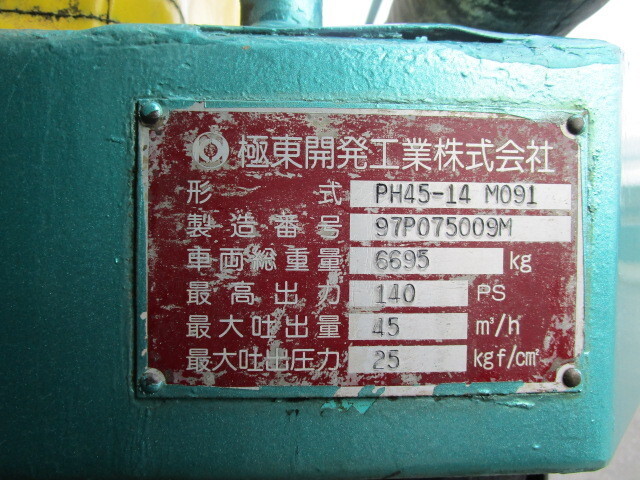 極東開発工業株式会社
形式 PH45-14 M091
製造番号 97P075009M
車両総重量 6695 kg
最高出力 140 PS
最大吐出量 45 m³/h
最大吐出圧力 25 kgf/cm²